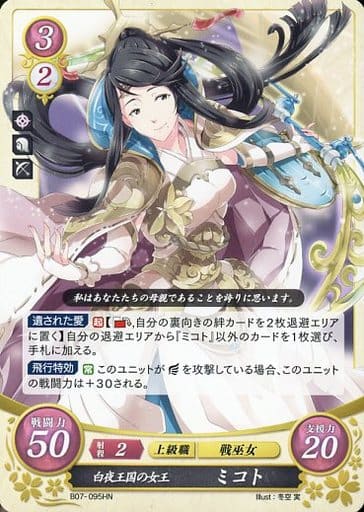 3
2
私はあなたたちの母親であることを誇りに思います。
遺された愛 起【,自分の裏向きの絆カードを2枚退避エリア
に置く】自分の退避エリアから『ミコト』以外のカードを1枚選び、
手札に加える。
飛行特効 常 このユニットがを攻撃している場合、このユニット
の戦闘力は+30される。
戦闘力
50
射程 2
上級職 戦巫女
支援力
20
白夜王国の女王 ミコト
B07-095HN
Illust:冬空 実